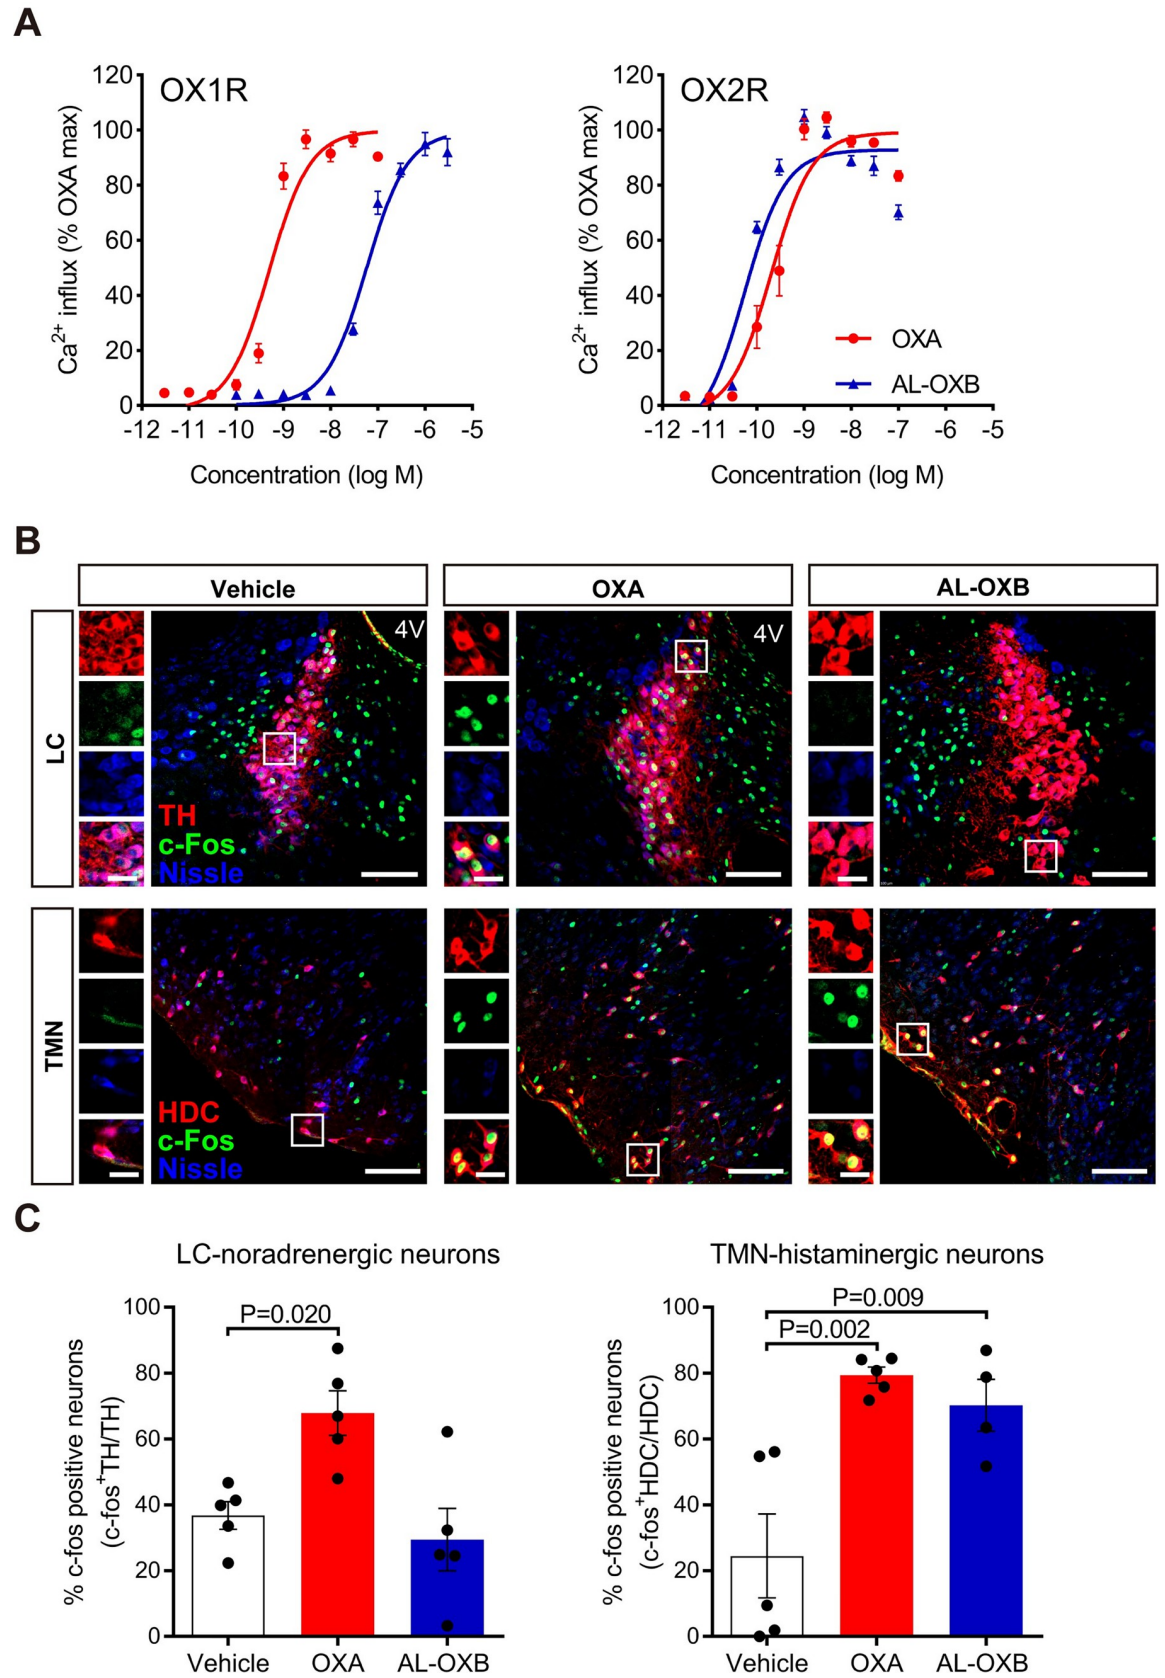 A
OX1R
Ca2+ influx (% OXA max)
120
100
80
60
40
20
0
-12 -11 -10 -9 -8 -7 -6 -5
Concentration (log M)
OX2R
Ca2+ influx (% OXA max)
120
100
80
60
40
20
0
-12 -11 -10 -9 -8 -7 -6 -5
Concentration (log M)
OXA
AL-OXB
B
Vehicle
OXA
AL-OXB
LC
4V
4V
TH
c-Fos
Nissle
TMN
HDC
c-Fos
Nissle
C
LC-noradrenergic neurons
% c-fos positive neurons
(c-fos+TH/TH)
100
80
60
40
20
0
P=0.020
Vehicle OXA AL-OXB
TMN-histaminergic neurons
% c-fos positive neurons
(c-fos+HDC/HDC)
100
80
60
40
20
0
P=0.009
P=0.002
Vehicle OXA AL-OXB